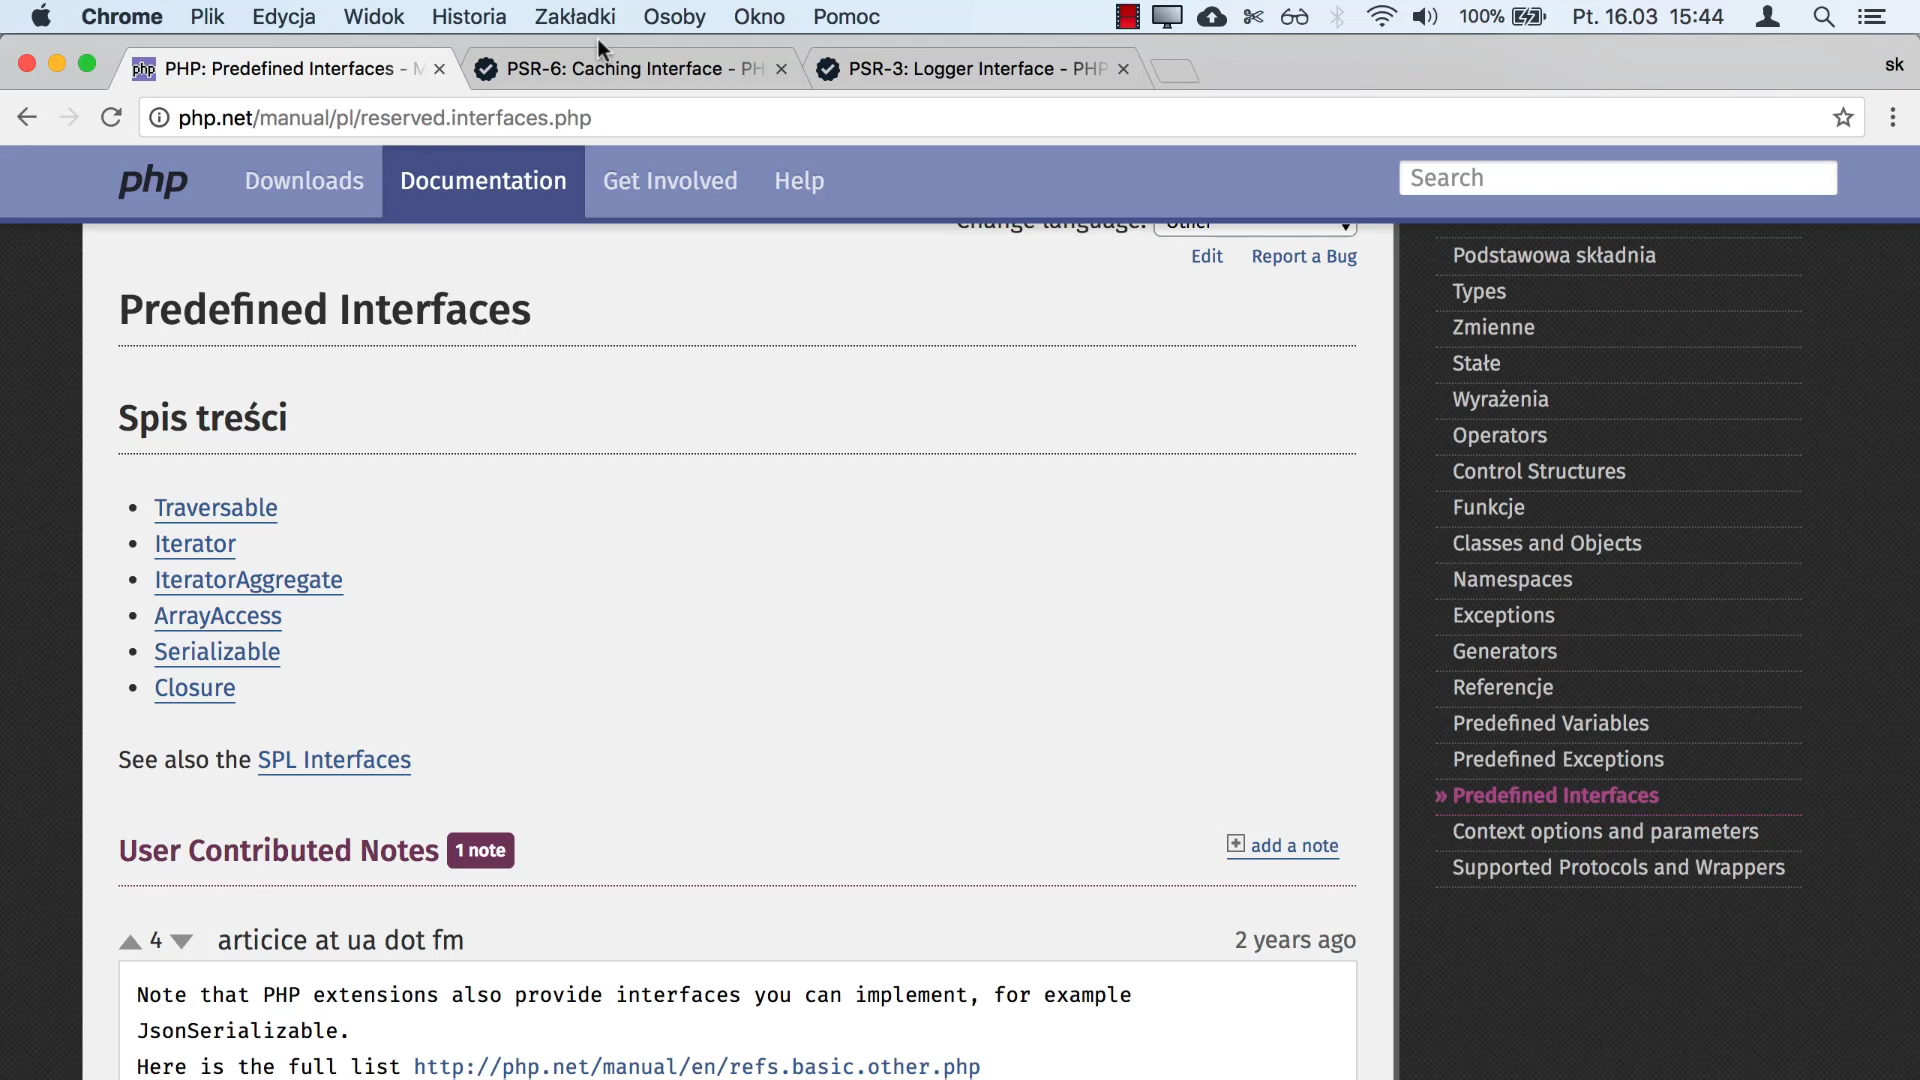 Chrome Plik Edycja Widok Historia Zakładki Osoby Okno Pomoc 100% Pt. 16.03 15:44
PHP: Predefined Interfaces - M PSR-6: Caching Interface - PH PSR-3: Logger Interface - PHP sk
php.net/manual/pl/reserved.interfaces.php
php Downloads Documentation Get Involved Help Search
Change language: Other
Edit Report a Bug
Predefined Interfaces
Spis treści
Traversable
Iterator
IteratorAggregate
ArrayAccess
Serializable
Closure
See also the SPL Interfaces
User Contributed Notes 1 note add a note
4 articice at ua dot fm 2 years ago
Note that PHP extensions also provide interfaces you can implement, for example
JsonSerializable.
Here is the full list http://php.net/manual/en/refs.basic.other.php
Podstawowa składnia
Types
Zmienne
Stałe
Wyrażenia
Operators
Control Structures
Funkcje
Classes and Objects
Namespaces
Exceptions
Generators
Referencje
Predefined Variables
Predefined Exceptions
» Predefined Interfaces
Context options and parameters
Supported Protocols and Wrappers